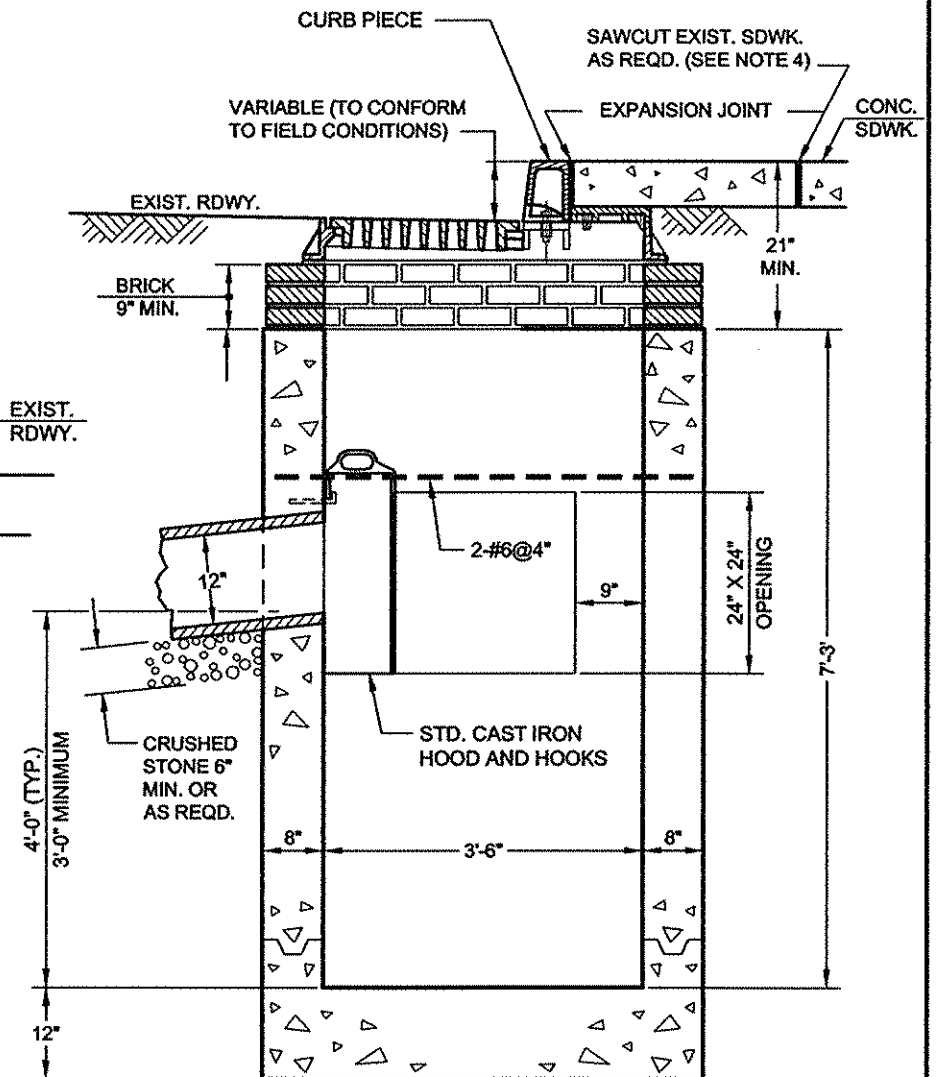 CURB PIECE
SAWCUT EXIST. SDWK.
AS REQD. (SEE NOTE 4)
VARIABLE (TO CONFORM
TO FIELD CONDITIONS)
EXPANSION JOINT
CONC.
SDWK.
EXIST. RDWY.
21"
MIN.
BRICK
9" MIN.
EXIST.
RDWY.
2-#6@4"
12"
9"
24" X 24"
OPENING
7'-3'
STD. CAST IRON
HOOD AND HOOKS
CRUSHED
STONE 6"
MIN. OR
AS REQD.
4'-0" (TYP.)
3'-0" MINIMUM
8"
3'-6"
8"
12"